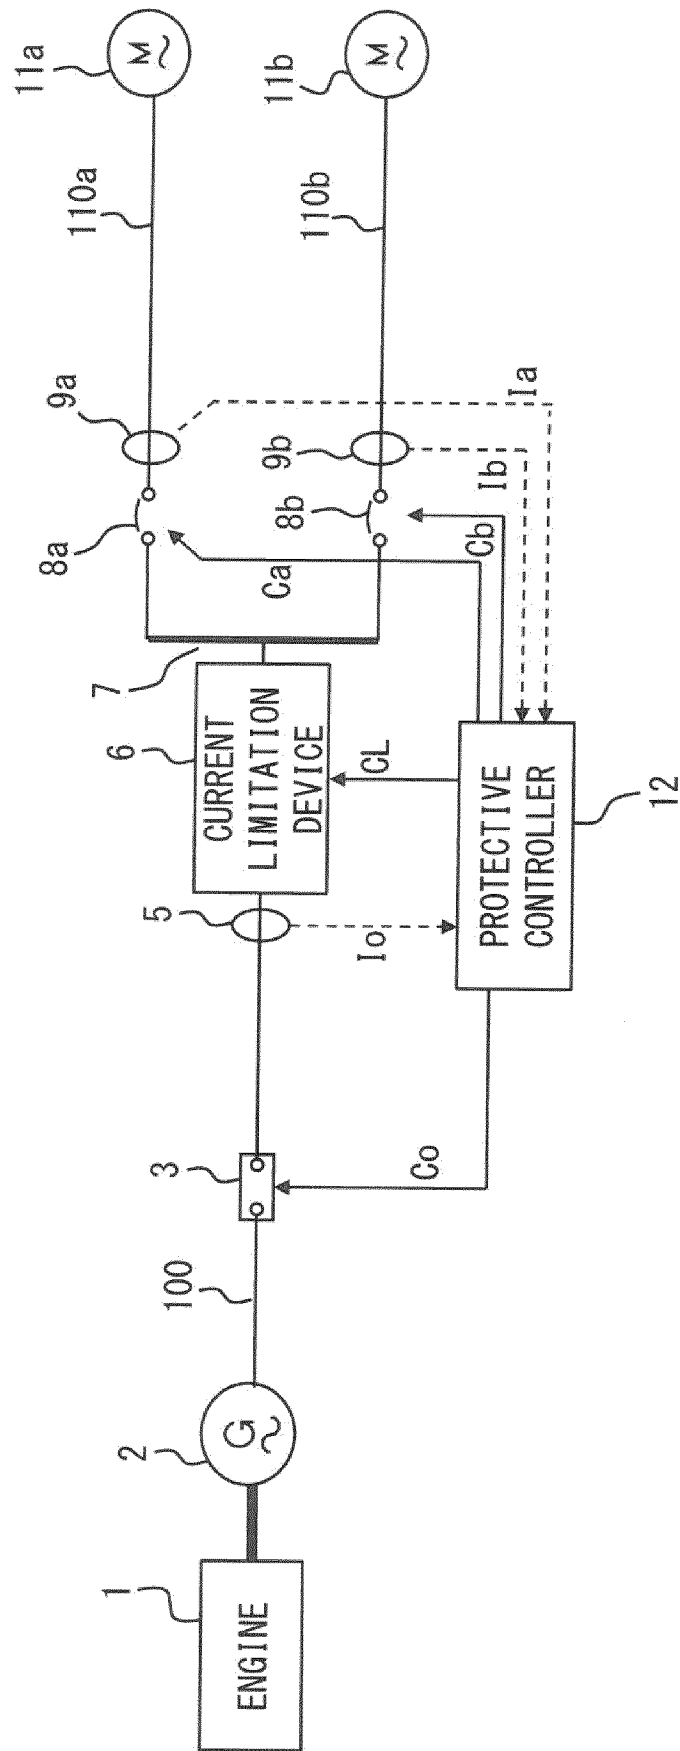 1
ENGINE
2
G
100
3
Co
5
Io
6
CURRENT
LIMITATION
DEVICE
CL
7
PROTECTIVE
CONTROLLER
12
8a
Ca
8b
Cb
9a
9b
Ia
Ib
110a
110b
11a
M
11b
M